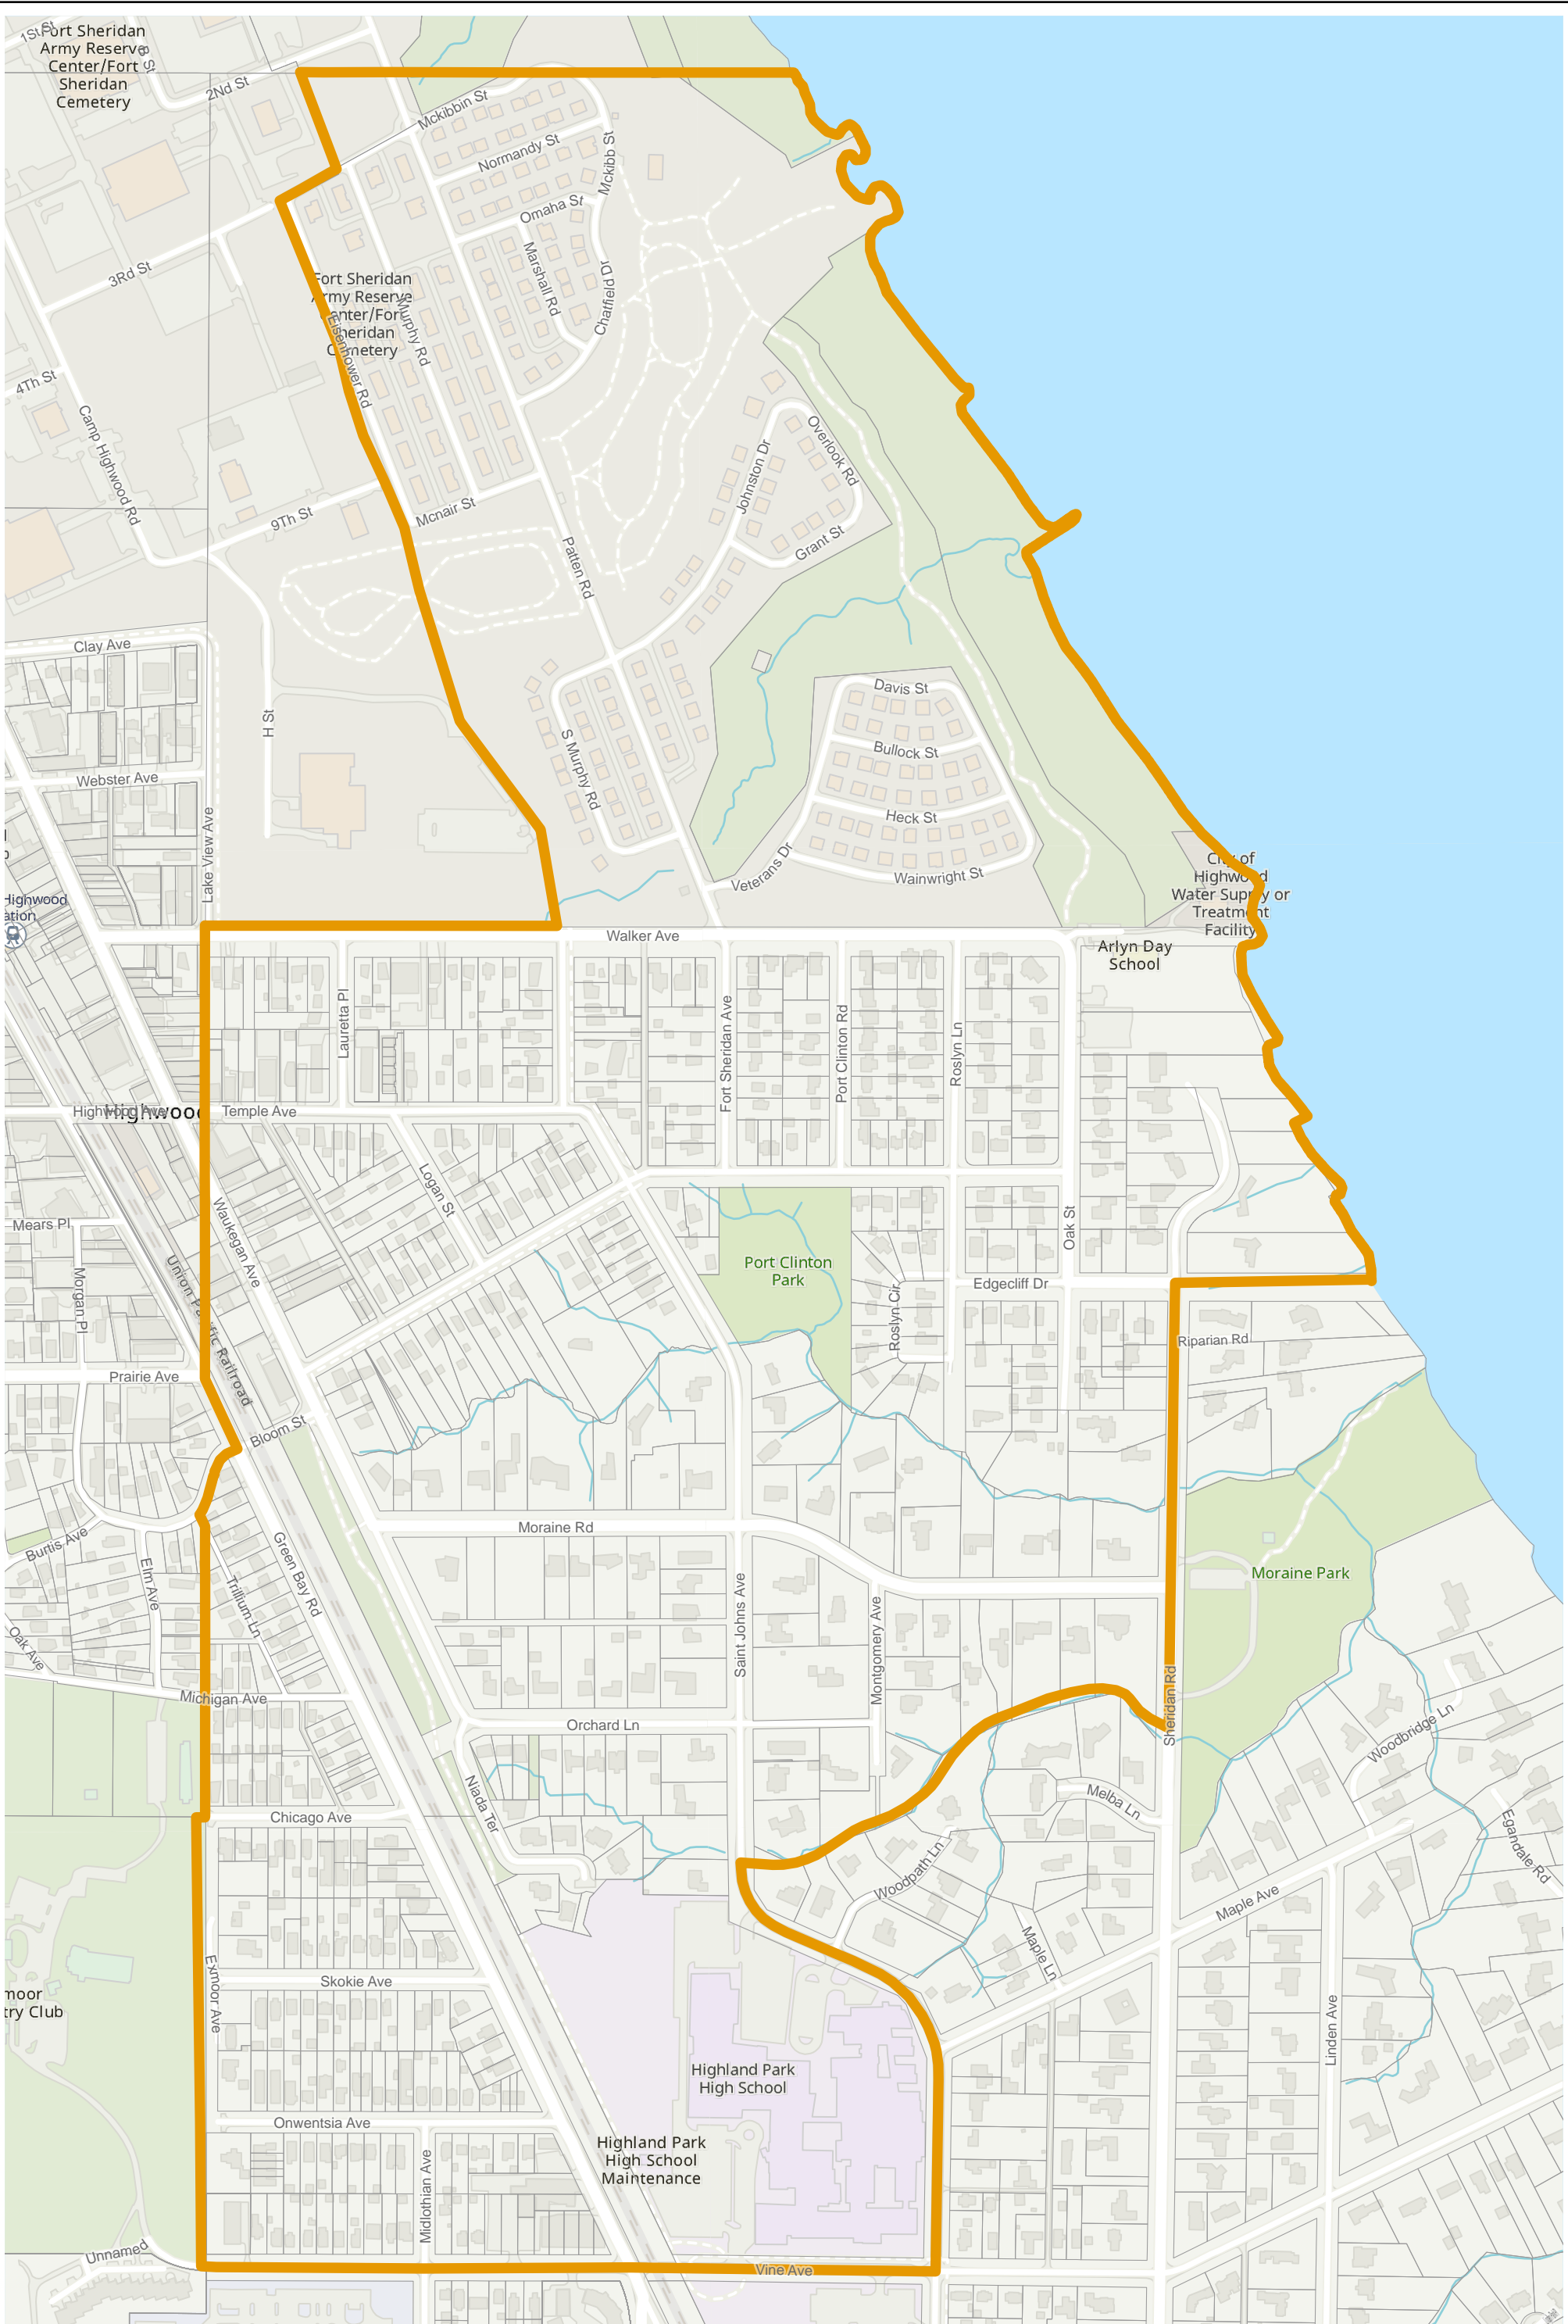 1St St
Fort Sheridan
Army Reserve
Center/Fort
Sheridan
Cemetery
B St
2Nd St
Mckibbin St
Normandy St
Mckibb St
Omaha St
3Rd St
Marshall Rd
Chatfield Dr
Fort Sheridan
Army Reserve
Center/Fort
Sheridan
Cemetery
Murphy Rd
Eisenhower Rd
4Th St
Camp Highwood Rd
Overlook Rd
Johnston Dr
9Th St
Mcnair St
Grant St
Patten Rd
Clay Ave
H St
Davis St
S Murphy Rd
Bullock St
Webster Ave
Heck St
Lake View Ave
Veterans Dr
Wainwright St
City of
Highwood
Water Supply or
Treatment
Facility
Highwood
ation
Walker Ave
Arlyn Day
School
Lauretta Pl
Fort Sheridan Ave
Port Clinton Rd
Roslyn Ln
Highwood Ave
Highwood
Temple Ave
Logan St
Mears Pl
Waukegan Ave
Oak St
Port Clinton
Park
Edgecliff Dr
Morgan Pl
Union Pacific Railroad
Roslyn Cir
Riparian Rd
Prairie Ave
Bloom St
Moraine Rd
Burtis Ave
Elm Ave
Green Bay Rd
Trillium Ln
Moraine Park
Saint Johns Ave
Montgomery Ave
Oak Ave
Michigan Ave
Sheridan Rd
Orchard Ln
Woodbridge Ln
Niada Ter
Melba Ln
Chicago Ave
Egandale Rd
Woodpath Ln
Maple Ave
Maple Ln
Exmoor Ave
Skokie Ave
moor
try Club
Linden Ave
Highland Park
High School
Onwentsia Ave
Highland Park
High School
Maintenance
Midlothian Ave
Unnamed
Vine Ave